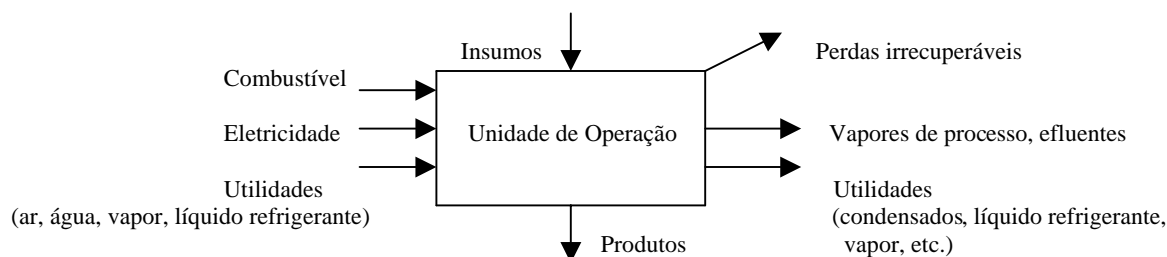 Insumos
Perdas irrecuperáveis
Combustível
Eletricidade
Unidade de Operação
Vapores de processo, efluentes
Utilidades
(ar, água, vapor, líquido refrigerante)
Utilidades
(condensados, líquido refrigerante,
vapor, etc.)
Produtos